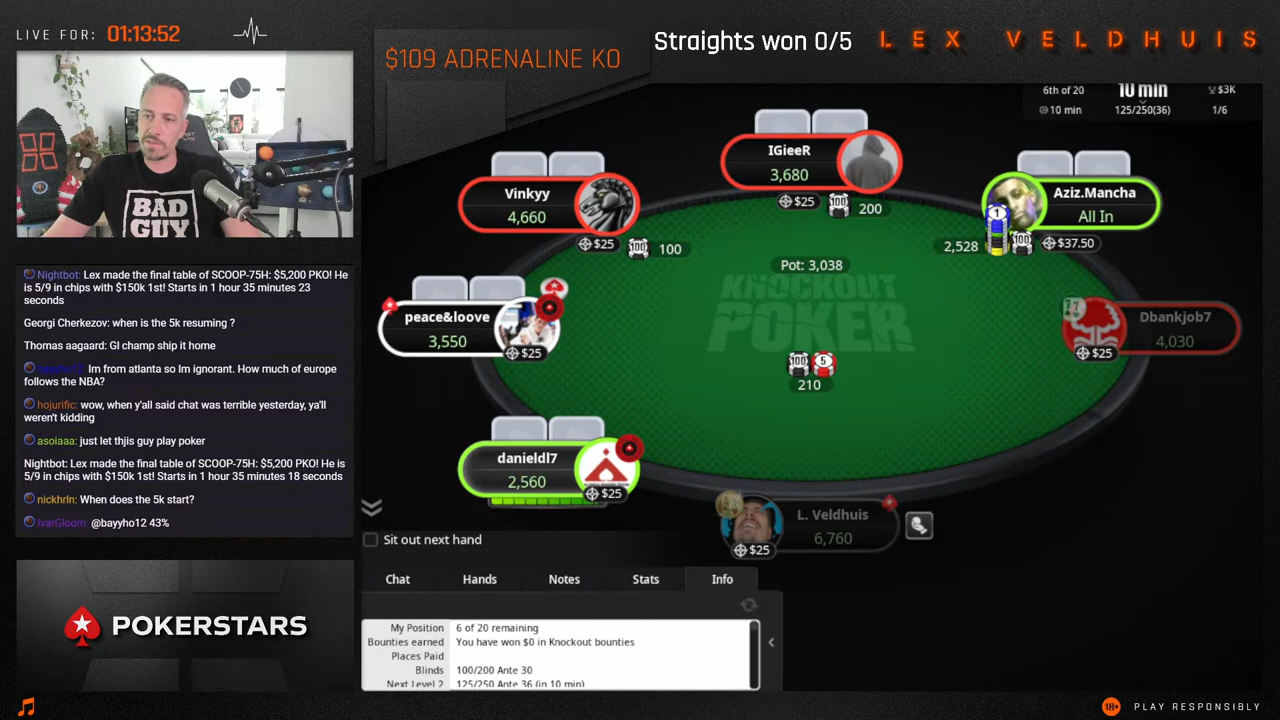 LIVE FOR: 01:13:52
$109 ADRENALINE KO
Straights won 0/5
LEX VELDHUIS
6th of 20
10 min
$3K
10 min
125/250(36)
1/6
BAD
GUY
IGieeR
3,680
$25
200
Vinkyy
4,660
$25
100
Aziz.Mancha
All In
2,528
$37.50
Pot: 3,038
KNOCKOUT
POKER
peace&loove
3,550
$25
Dbankjob7
4,030
$25
210
danieldl7
2,560
$25
L. Veldhuis
6,760
$25
Nightbot: Lex made the final table of SCOOP-75H: $5,200 PKO! He
is 5/9 in chips with $150k 1st! Starts in 1 hour 35 minutes 23
seconds
Georgi Cherkezov: when is the 5k resuming ?
Thomas aagaard: GI champ ship it home
Im from atlanta so Im ignorant. How much of europe
follows the NBA?
hojurific: wow, when y'all said chat was terrible yesterday, ya'll
weren't kidding
asoiaaa: just let thjis guy play poker
Nightbot: Lex made the final table of SCOOP-75H: $5,200 PKO! He is
5/9 in chips with $150k 1st! Starts in 1 hour 35 minutes 18 seconds
nickhrln: When does the 5k start?
IvarGloorn: @bayyho12 43%
POKERSTARS
Sit out next hand
Chat
Hands
Notes
Stats
Info
My Position 6 of 20 remaining
Bounties earned You have won $0 in Knockout bounties
Places Paid
Blinds 100/200 Ante 30
Next Level 2 125/250 Ante 36 (in 10 min)
18+ PLAY RESPONSIBLY